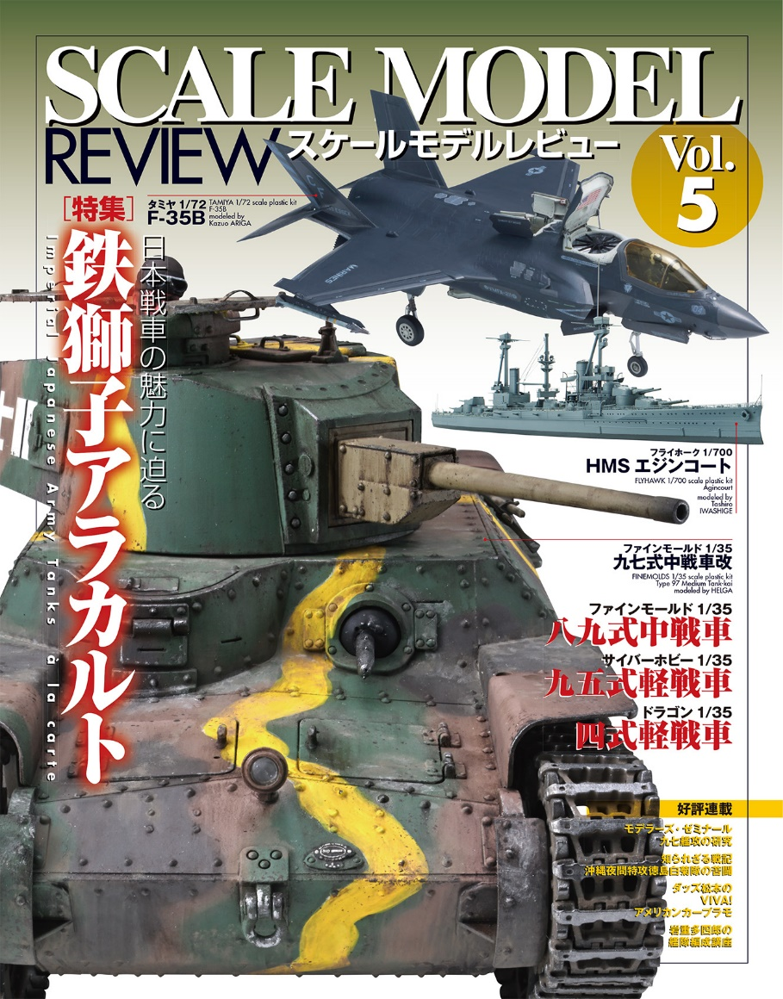 SCALE MODEL
REVIEW
スケールモデルレビュー
Vol.
5
[特集]
タミヤ 1/72
F-35B
TAMIYA 1/72 scale plastic kit
F-35B
modeled by
Kazuo ARIGA
日本戦車の魅力に迫る
鉄獅子アラカルト
Imperial Japanese Army Tanks à la carte
MARINES
フライホーク 1/700
HMS エジンコート
FLYHAWK 1/700 scale plastic kit
Agincourt
modeled by
Toshiro
IWASHIGE
ファインモールド 1/35
九七式中戦車改
FINEMOLDS 1/35 scale plastic kit
Type 97 Medium Tank-kai
modeled by HELGA
ファインモールド 1/35
八九式中戦車
サイバーホビー 1/35
九五式軽戦車
ドラゴン 1/35
四式軽戦車
好評連載
モデラーズ・ゼミナール
九七艦攻の研究
知られざる戦記
沖縄夜間特攻徳島白菊隊の苦闘
ダッズ松本の
VIVA!
アメリカンカープラモ
岩重多四郎の
艦隊編成講座